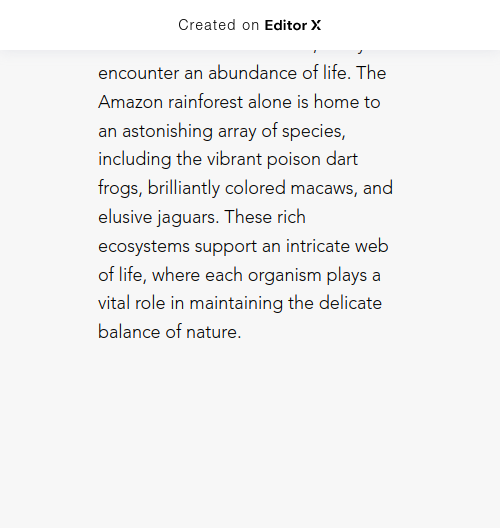 Created on Editor X
encounter an abundance of life. The
Amazon rainforest alone is home to
an astonishing array of species,
including the vibrant poison dart
frogs, brilliantly colored macaws, and
elusive jaguars. These rich
ecosystems support an intricate web
of life, where each organism plays a
vital role in maintaining the delicate
balance of nature.